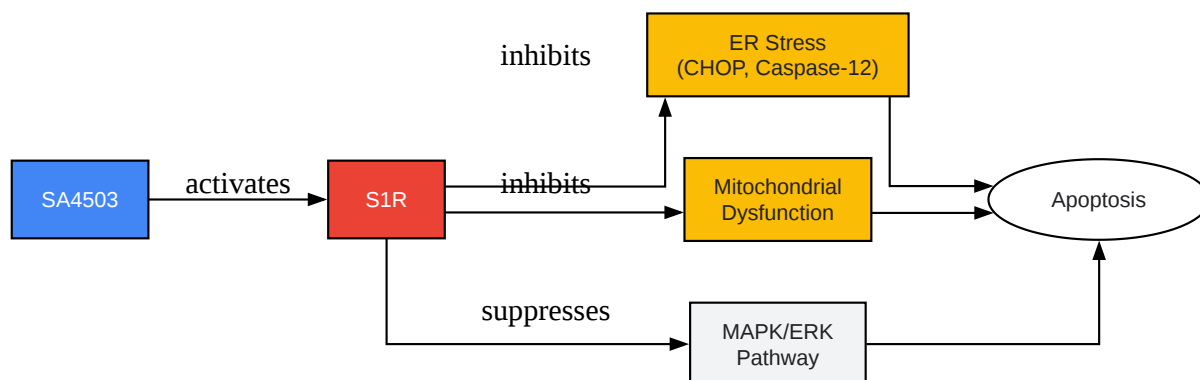 inhibits
ER Stress
(CHOP, Caspase-12)
SA4503
activates
S1R
inhibits
Mitochondrial
Dysfunction
Apoptosis
suppresses
MAPK/ERK
Pathway